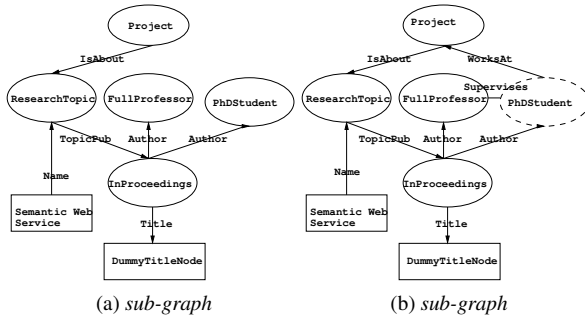 Project
IsAbout
ResearchTopic
FullProfessor
PhDStudent
TopicPub
Author
Author
Name
InProceedings
Semantic Web
Service
Title
DummyTitleNode
(a) sub-graph
Project
IsAbout
WorksAt
Supervises
ResearchTopic
FullProfessor
PhDStudent
TopicPub
Author
Author
Name
InProceedings
Semantic Web
Service
Title
DummyTitleNode
(b) sub-graph